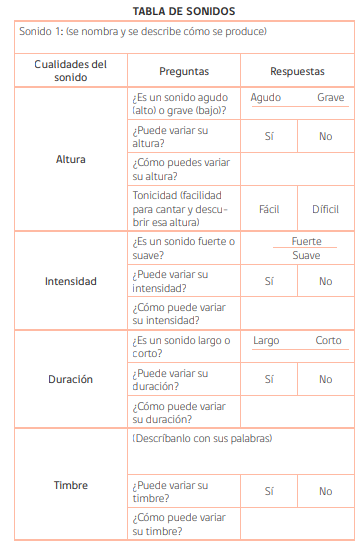 TABLA DE SONIDOS
Sonido 1: (se nombra y se describe cómo se produce)
Cualidades del
sonido
Preguntas
Respuestas
Altura
¿Es un sonido agudo
(alto) o grave (bajo)?
Agudo Grave
¿Puede variar su
altura?
Sí No
¿Cómo puedes variar
su altura?
Tonicidad (facilidad
para cantar y descu-
brir esa altura)
Fácil Difícil
Intensidad
¿Es un sonido fuerte o
suave?
Fuerte
Suave
¿Puede variar su
intensidad?
Sí No
¿Cómo puede variar
su intensidad?
Duración
¿Es un sonido largo o
corto?
Largo Corto
¿Puede variar su
duración?
Sí No
¿Cómo puede variar
su duración?
Timbre
(Descríbanlo con sus palabras)
¿Puede variar su
timbre?
Sí No
¿Cómo puede variar
su timbre?